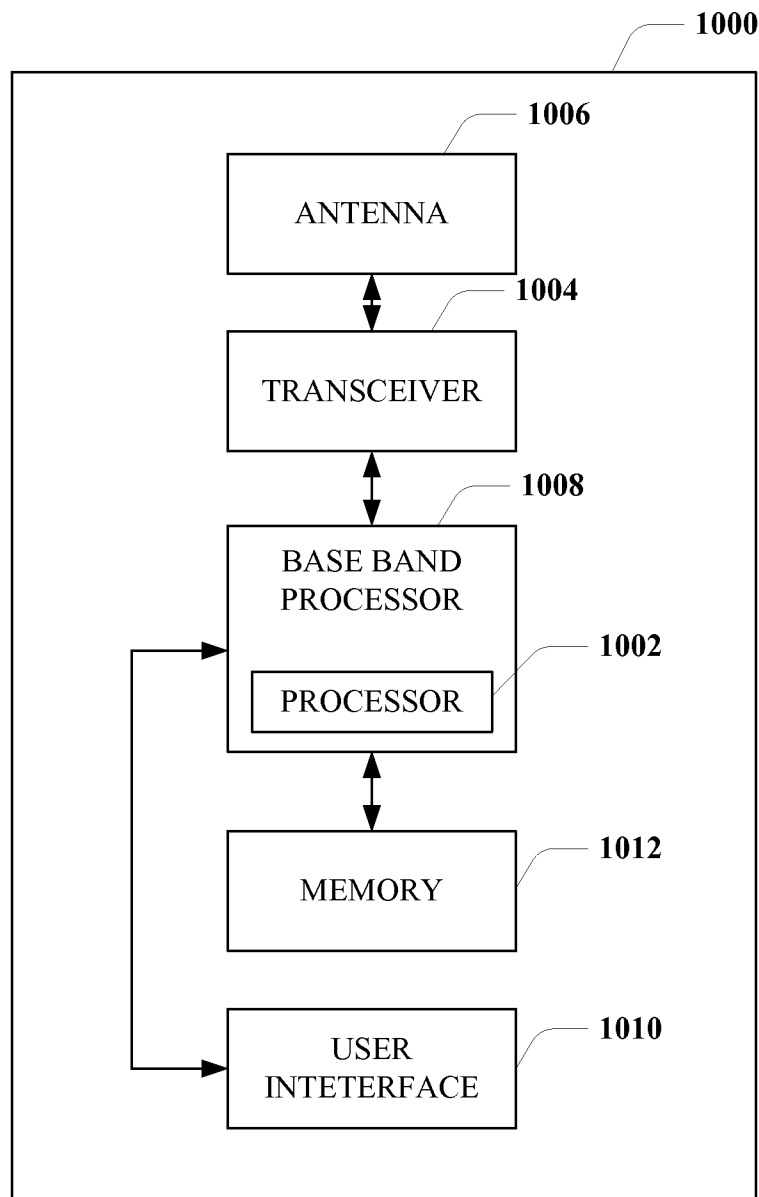 1000
1006
ANTENNA
1004
TRANSCEIVER
1008
BASE BAND
PROCESSOR
1002
PROCESSOR
1012
MEMORY
1010
USER
INTETERFACE